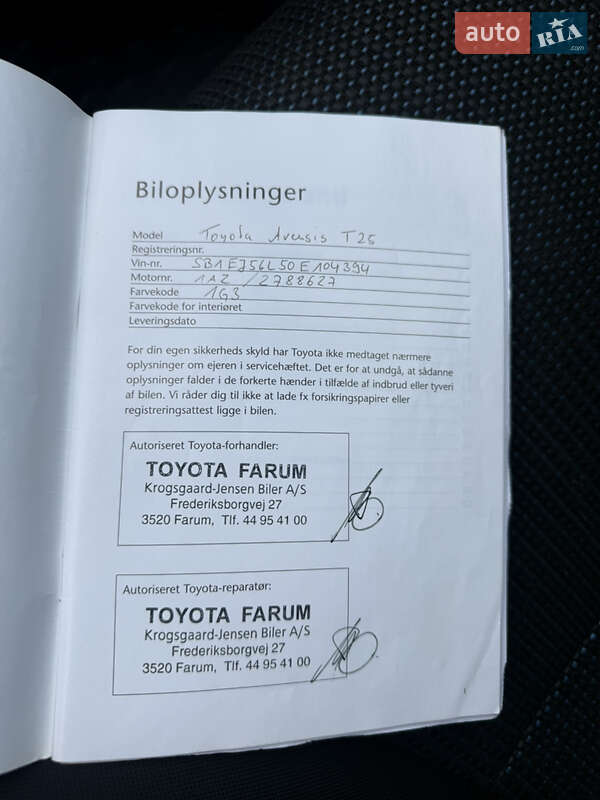 auto RIA.com
Biloplysninger
Model Toyota Avensis T25
Registreringsnr.
Vin-nr. SB1EJ56L50E104394
Motornr. 1AZ / 2788627
Farvekode 1G3
Farvekode for interiøret
Leveringsdato
For din egen sikkerheds skyld har Toyota ikke medtaget nærmere
oplysninger om ejeren i servicehæftet. Det er for at undgå, at sådanne
oplysninger falder i de forkerte hænder i tilfælde af indbrud eller tyveri
af bilen. Vi råder dig til ikke at lade fx forsikringspapirer eller
registreringsattest ligge i bilen.
Autoriseret Toyota-forhandler:
TOYOTA FARUM
Krogsgaard-Jensen Biler A/S
Frederiksborgvej 27
3520 Farum, Tlf. 44 95 41 00
Autoriseret Toyota-reparatør:
TOYOTA FARUM
Krogsgaard-Jensen Biler A/S
Frederiksborgvej 27
3520 Farum, Tlf. 44 95 41 00